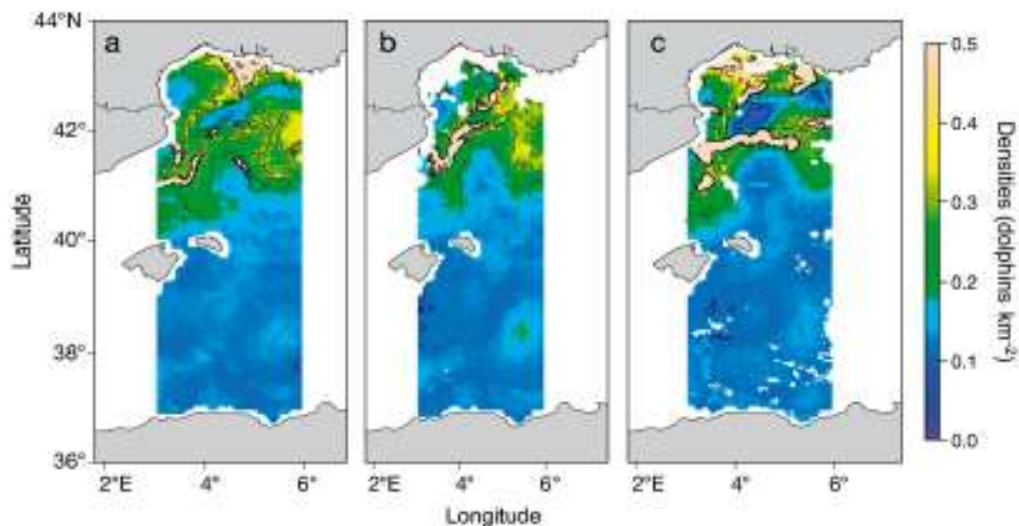 44°N
42°
40°
38°
36°
Latitude
a
b
c
2°E
4°
6°
2°E
4°
6°
2°E
4°
6°
Longitude
0.5
0.4
0.3
0.2
0.1
0.0
Densities (dolphins km⁻²)